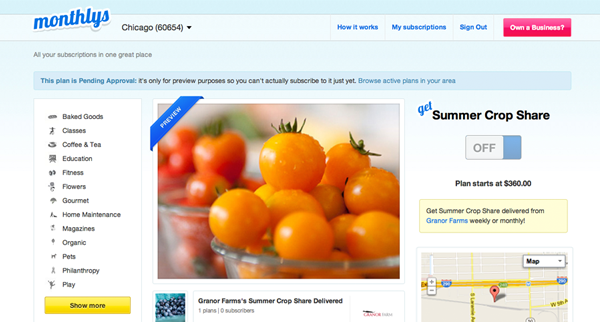 monthlys
Chicago (60654)
How it works
My subscriptions
Sign Out
Own a Business?
All your subscriptions in one great place
This plan is Pending Approval: it's only for preview purposes so you can't actually subscribe to it just yet. Browse active plans in your area
Baked Goods
Classes
Coffee & Tea
Education
Fitness
Flowers
Gourmet
Home Maintenance
Magazines
Organic
Pets
Philanthropy
Play
Show more
PREVIEW
Granor Farms's Summer Crop Share Delivered
1 plans | 0 subscribers
GRANOR FARMS
get Summer Crop Share
OFF
Plan starts at $360.00
Get Summer Crop Share delivered from
Granor Farms weekly or monthly!
Map
290
290